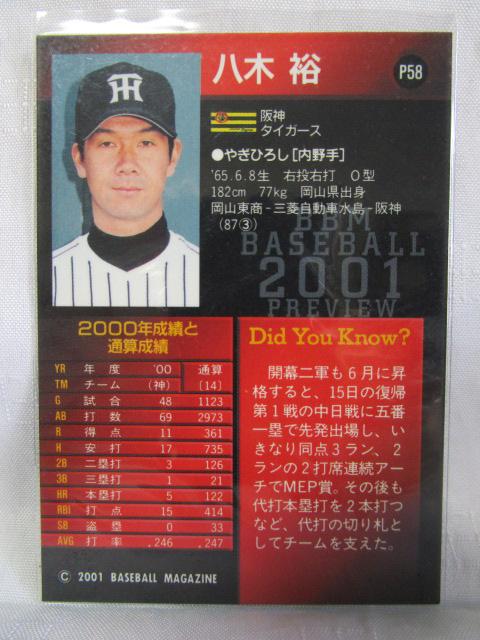 八木 裕
P58
HT
阪神
タイガース
●やぎひろし[内野手]
'65.6.8生 右投右打 O型
182cm 77kg 岡山県出身
岡山東商-三菱自動車水島-阪神
(87③)
BBM
BASEBALL
2001
PREVIEW
2000年成績と
通算成績
YR 年度 '00 通算
TM チーム (神) (14)
G 試合 48 1123
AB 打数 69 2973
R 得点 11 361
H 安打 17 735
2B 二塁打 3 126
3B 三塁打 1 21
HR 本塁打 5 122
RBI 打点 15 414
SB 盗塁 0 33
AVG 打率 .246 .247
Did You Know?
開幕二軍も6月に昇
格すると、15日の復帰
第1戦の中日戦に五番
一塁で先発出場し、い
きなり同点3ラン、2
ランの2打席連続アー
チでMEP賞。その後も
代打本塁打を2本打つ
など、代打の切り札と
してチームを支えた。
© 2001 BASEBALL MAGAZINE